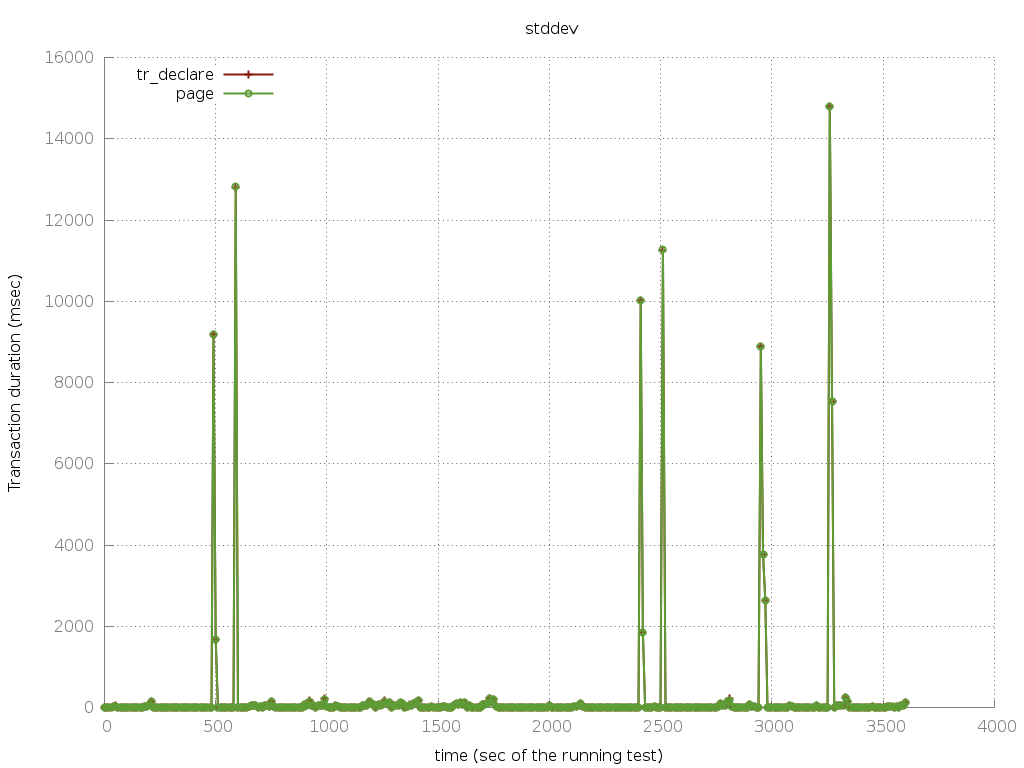 stddev
16000
tr_declare
page
14000
12000
10000
8000
6000
4000
2000
0
Transaction duration (msec)
0 500 1000 1500 2000 2500 3000 3500 4000
time (sec of the running test)